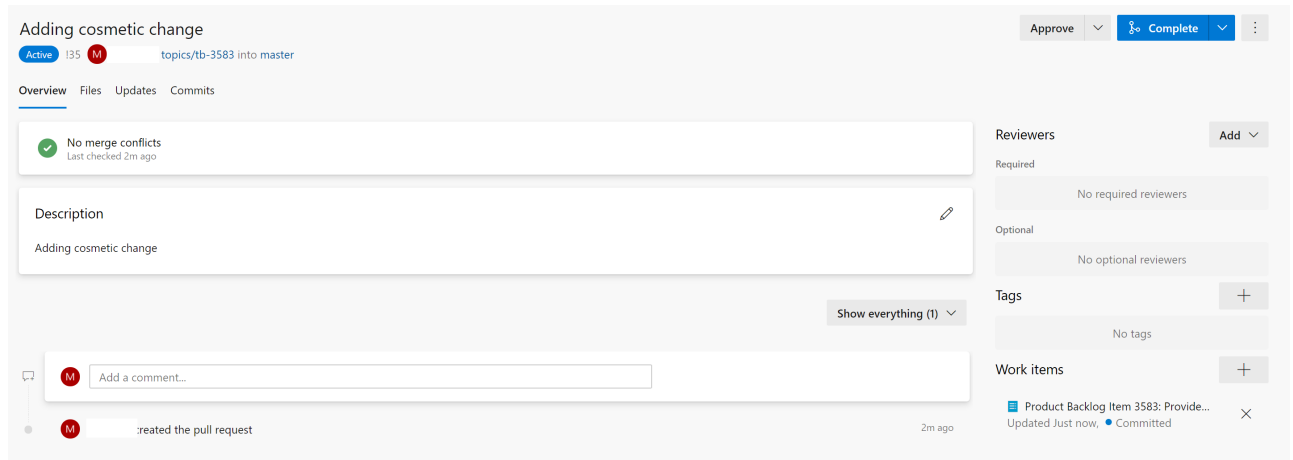 Adding cosmetic change
Approve
Complete
Active !35 M topics/tb-3583 into master
Overview Files Updates Commits
No merge conflicts
Last checked 2m ago
Description
Adding cosmetic change
Show everything (1)
M Add a comment...
M reated the pull request 2m ago
Reviewers
Add
Required
No required reviewers
Optional
No optional reviewers
Tags
No tags
Work items
Product Backlog Item 3583: Provide...
Updated Just now, Committed